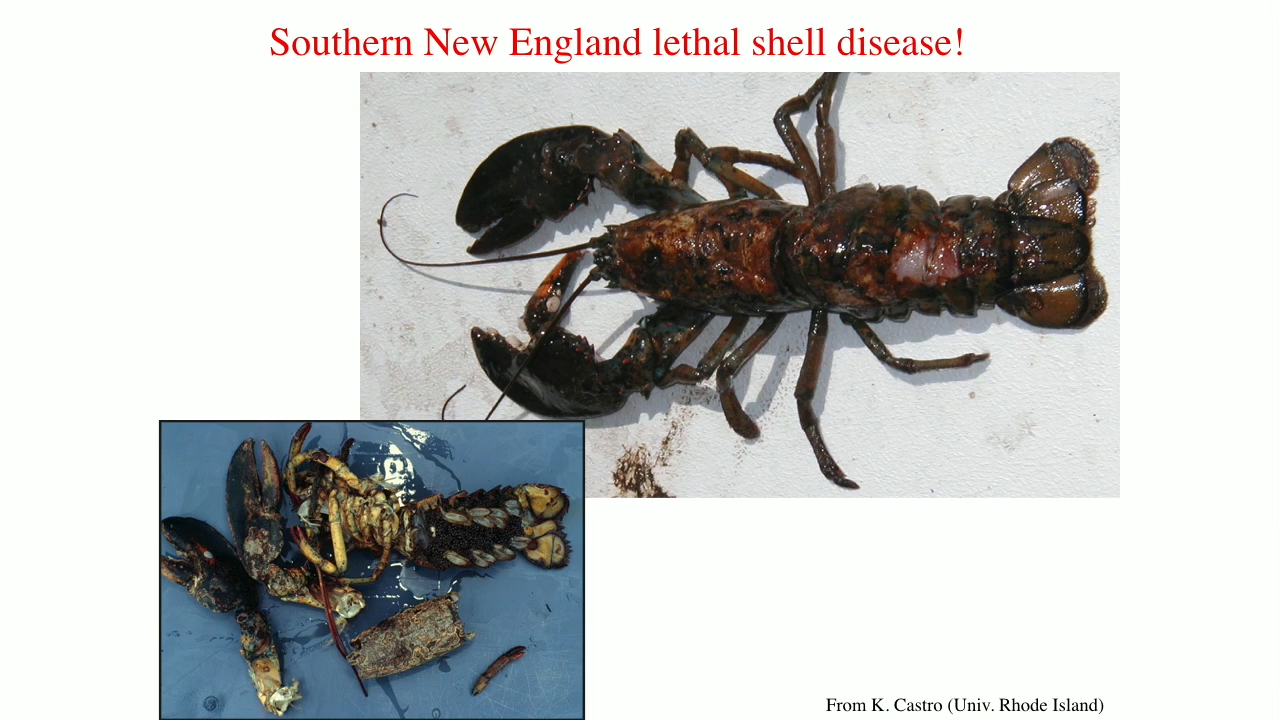 Southern New England lethal shell disease!
From K. Castro (Univ. Rhode Island)